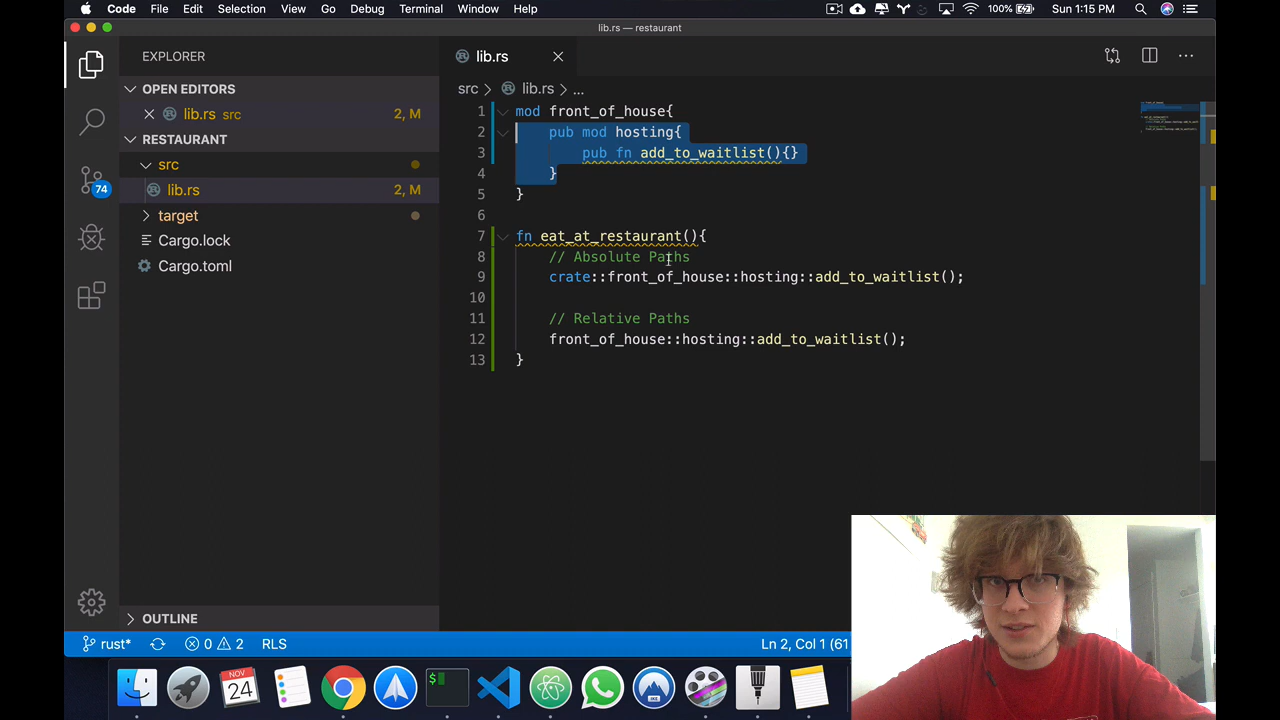 Code File Edit Selection View Go Debug Terminal Window Help 100% Sun 1:15 PM
lib.rs — restaurant
EXPLORER
OPEN EDITORS
lib.rs src 2, M
RESTAURANT
src
lib.rs 2, M
target
Cargo.lock
Cargo.toml
OUTLINE
74
lib.rs
src lib.rs ...
1 mod front_of_house{
2 pub mod hosting{
3 pub fn add_to_waitlist(){}
4 }
5 }
6
7 fn eat_at_restaurant(){
8 // Absolute Paths
9 crate::front_of_house::hosting::add_to_waitlist();
10
11 // Relative Paths
12 front_of_house::hosting::add_to_waitlist();
13 }
rust* 0 2 RLS Ln 2, Col 1 (61
NOV
24
$